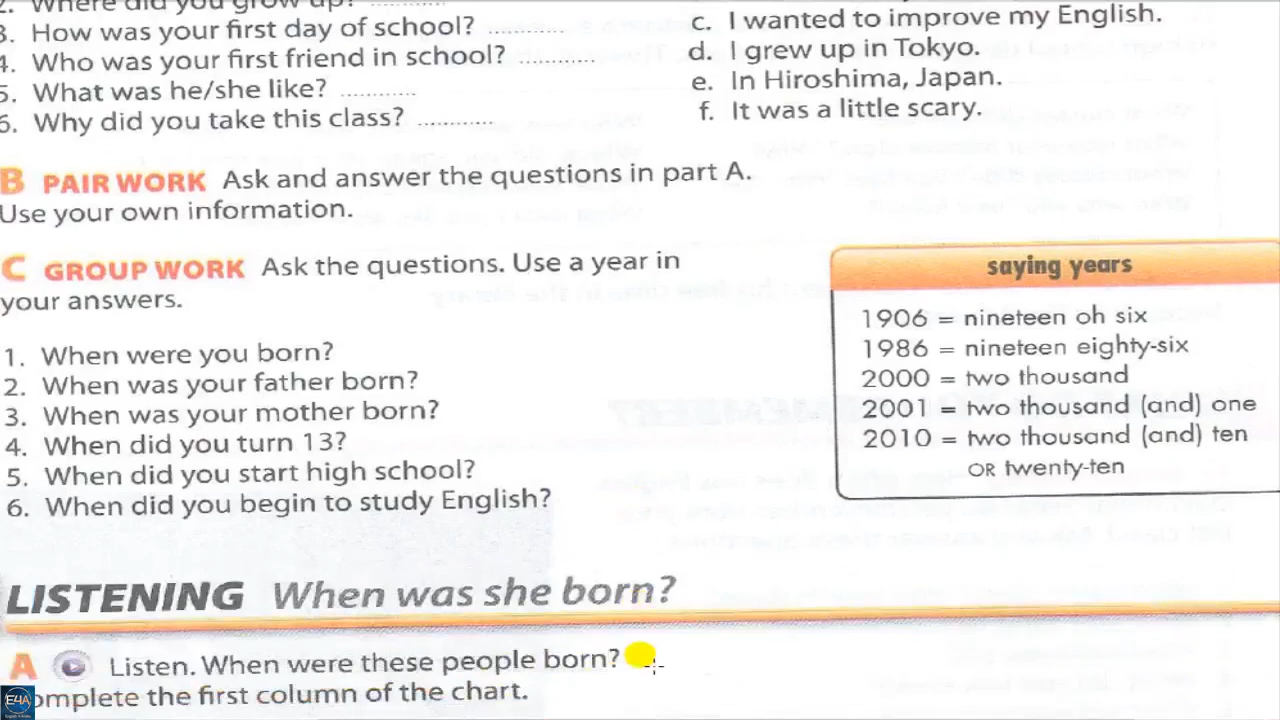 2. Where did you grow up? ............
3. How was your first day of school? ............
4. Who was your first friend in school? ............
5. What was he/she like? ............
6. Why did you take this class? ............
c. I wanted to improve my English.
d. I grew up in Tokyo.
e. In Hiroshima, Japan.
f. It was a little scary.
B PAIR WORK Ask and answer the questions in part A.
Use your own information.
C GROUP WORK Ask the questions. Use a year in
your answers.
1. When were you born?
2. When was your father born?
3. When was your mother born?
4. When did you turn 13?
5. When did you start high school?
6. When did you begin to study English?
saying years
1906 = nineteen oh six
1986 = nineteen eighty-six
2000 = two thousand
2001 = two thousand (and) one
2010 = two thousand (and) ten
OR twenty-ten
LISTENING When was she born?
A Listen. When were these people born?
omplete the first column of the chart.
E4A